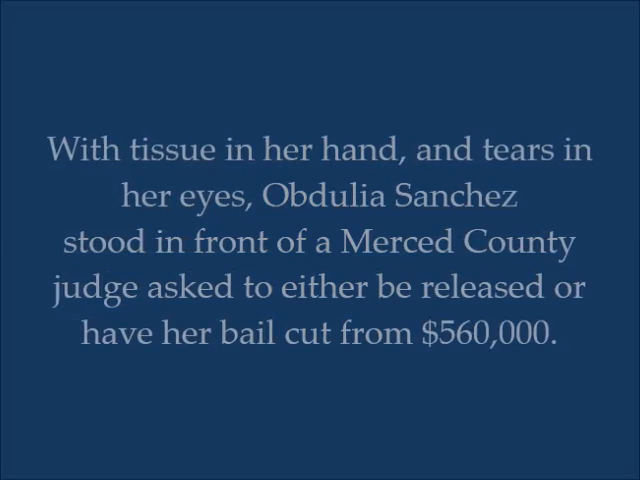 With tissue in her hand, and tears in
her eyes, Obdulia Sanchez
stood in front of a Merced County
judge asked to either be released or
have her bail cut from $560,000.